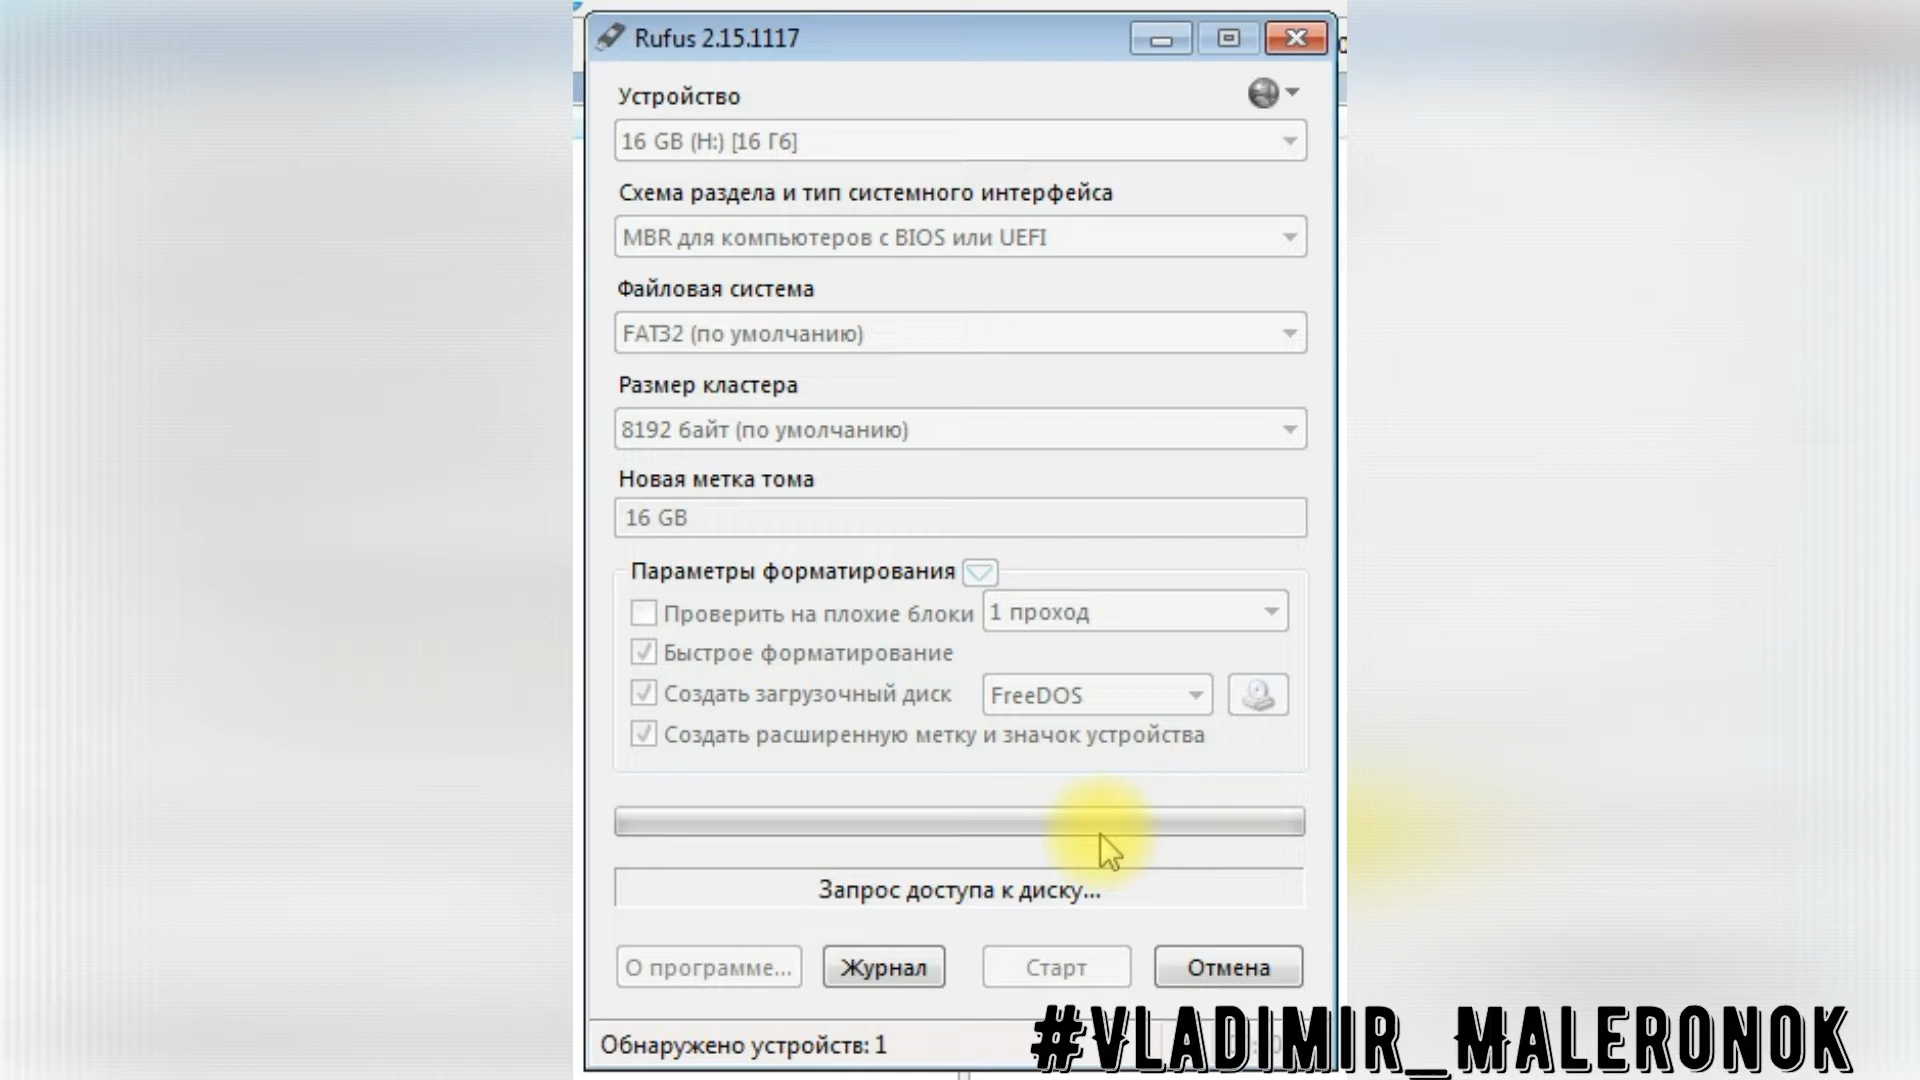 Rufus 2.15.1117
Устройство
16 GB (H:) [16 Гб]
Схема раздела и тип системного интерфейса
MBR для компьютеров с BIOS или UEFI
Файловая система
FAT32 (по умолчанию)
Размер кластера
8192 байт (по умолчанию)
Новая метка тома
16 GB
Параметры форматирования
Проверить на плохие блоки 1 проход
Быстрое форматирование
Создать загрузочный диск FreeDOS
Создать расширенную метку и значок устройства
Запрос доступа к диску...
О программе... Журнал Старт Отмена
Обнаружено устройств: 1
#VLADIMIR_MALERONOK